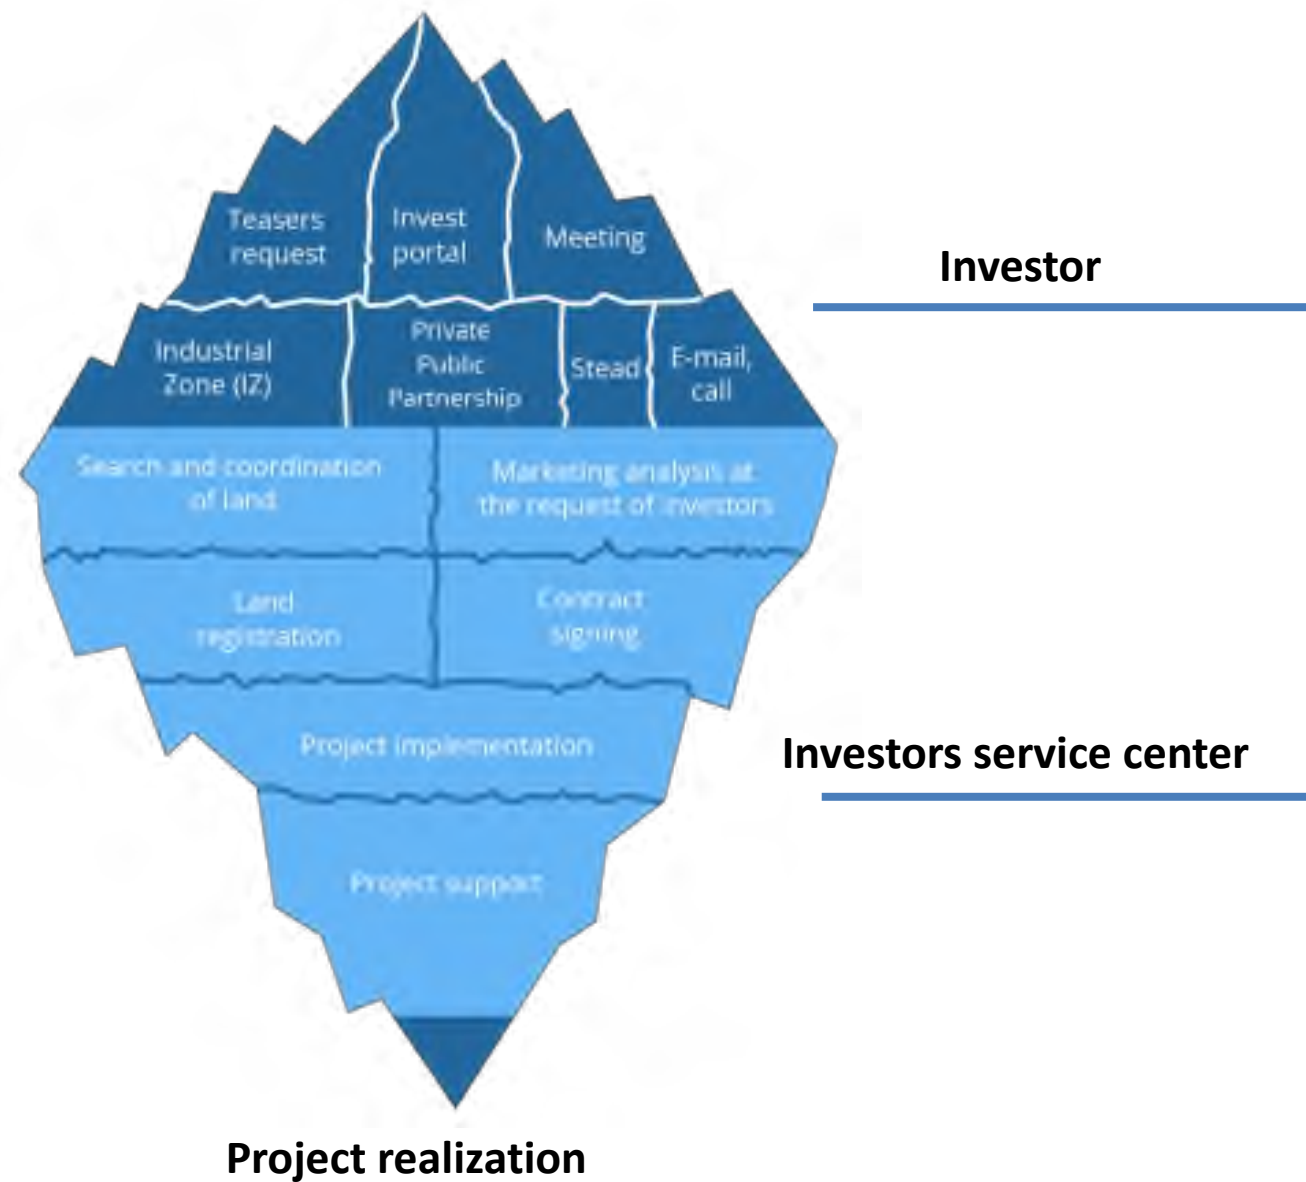 Teasers
request
Invest
portal
Meeting
Investor
Industrial
Zone (IZ)
Private
Public
Partnership
Stead
E-mail,
call
Search and coordination
of land
Marketing analysis at
the request of investors
Land
registration
Contract
signing
Project implementation
Investors service center
Project support
Project realization